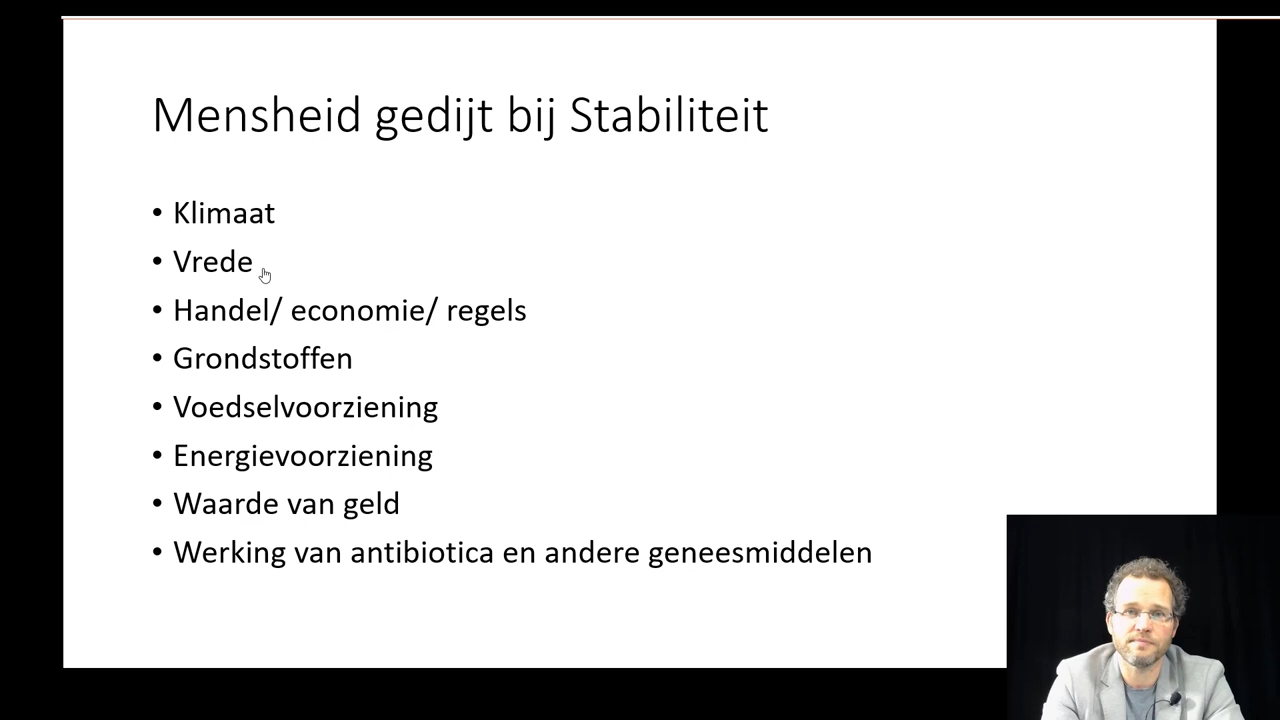 Mensheid gedijt bij Stabiliteit
• Klimaat
• Vrede
• Handel/ economie/ regels
• Grondstoffen
• Voedselvoorziening
• Energievoorziening
• Waarde van geld
• Werking van antibiotica en andere geneesmiddelen